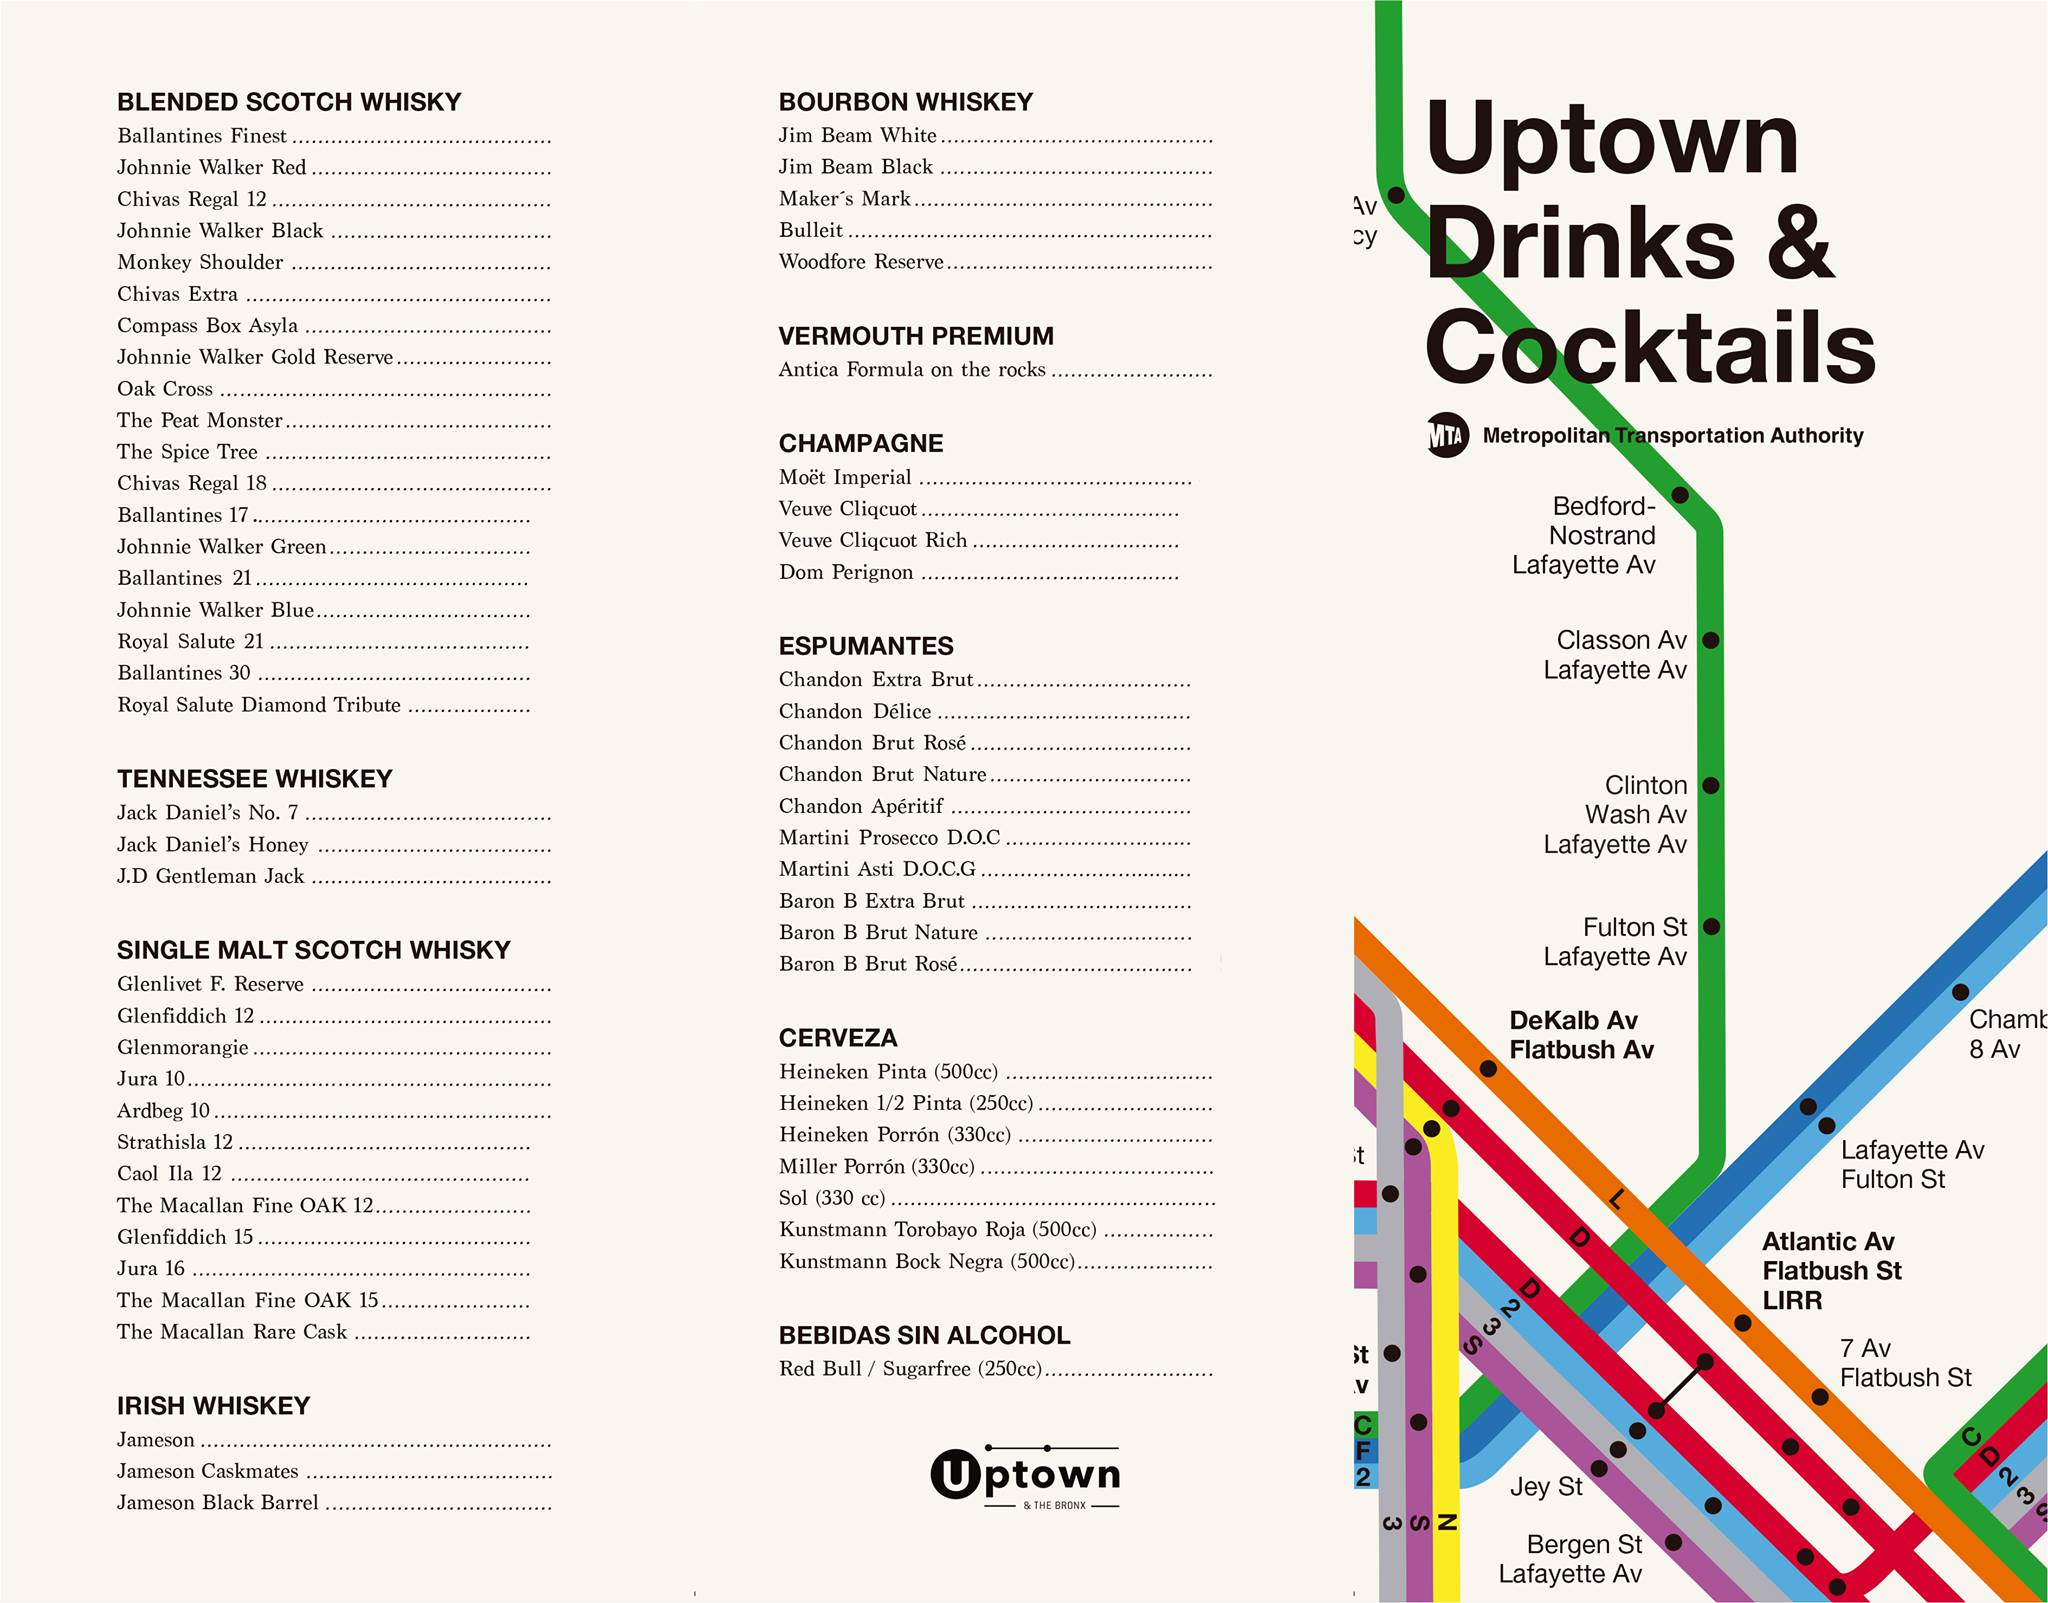 BLENDED SCOTCH WHISKY
Ballantines Finest
Johnnie Walker Red
Chivas Regal 12
Johnnie Walker Black
Monkey Shoulder
Chivas Extra
Compass Box Asyla
Johnnie Walker Gold Reserve
Oak Cross
The Peat Monster
The Spice Tree
Chivas Regal 18
Ballantines 17
Johnnie Walker Green
Ballantines 21
Johnnie Walker Blue
Royal Salute 21
Ballantines 30
Royal Salute Diamond Tribute
TENNESSEE WHISKEY
Jack Daniel’s No. 7
Jack Daniel’s Honey
J.D Gentleman Jack
SINGLE MALT SCOTCH WHISKY
Glenlivet F. Reserve
Glenfiddich 12
Glenmorangie
Jura 10
Ardbeg 10
Strathisla 12
Caol Ila 12
The Macallan Fine OAK 12
Glenfiddich 15
Jura 16
The Macallan Fine OAK 15
The Macallan Rare Cask
IRISH WHISKEY
Jameson
Jameson Caskmates
Jameson Black Barrel
BOURBON WHISKEY
Jim Beam White
Jim Beam Black
Maker´s Mark
Bulleit
Woodfore Reserve
VERMOUTH PREMIUM
Antica Formula on the rocks
CHAMPAGNE
Moët Imperial
Veuve Cliqcuot
Veuve Cliqcuot Rich
Dom Perignon
ESPUMANTES
Chandon Extra Brut
Chandon Délice
Chandon Brut Rosé
Chandon Brut Nature
Chandon Apéritif
Martini Prosecco D.O.C
Martini Asti D.O.C.G
Baron B Extra Brut
Baron B Brut Nature
Baron B Brut Rosé
CERVEZA
Heineken Pinta (500cc)
Heineken 1/2 Pinta (250cc)
Heineken Porrón (330cc)
Miller Porrón (330cc)
Sol (330 cc)
Kunstmann Torobayo Roja (500cc)
Kunstmann Bock Negra (500cc)
BEBIDAS SIN ALCOHOL
Red Bull / Sugarfree (250cc)
Uptown
& THE BRONX
Uptown
Drinks &
Cocktails
MTA Metropolitan Transportation Authority
Av
cy
Bedford-
Nostrand
Lafayette Av
Classon Av
Lafayette Av
Clinton
Wash Av
Lafayette Av
Fulton St
Lafayette Av
DeKalb Av
Flatbush Av
Chamb
8 Av
Lafayette Av
Fulton St
St
L
D
Atlantic Av
Flatbush St
LIRR
D
2
3
S
7 Av
Flatbush St
St
Av
C
F
2
C
D
2
3
S
Jey St
3
S
N
Bergen St
Lafayette Av